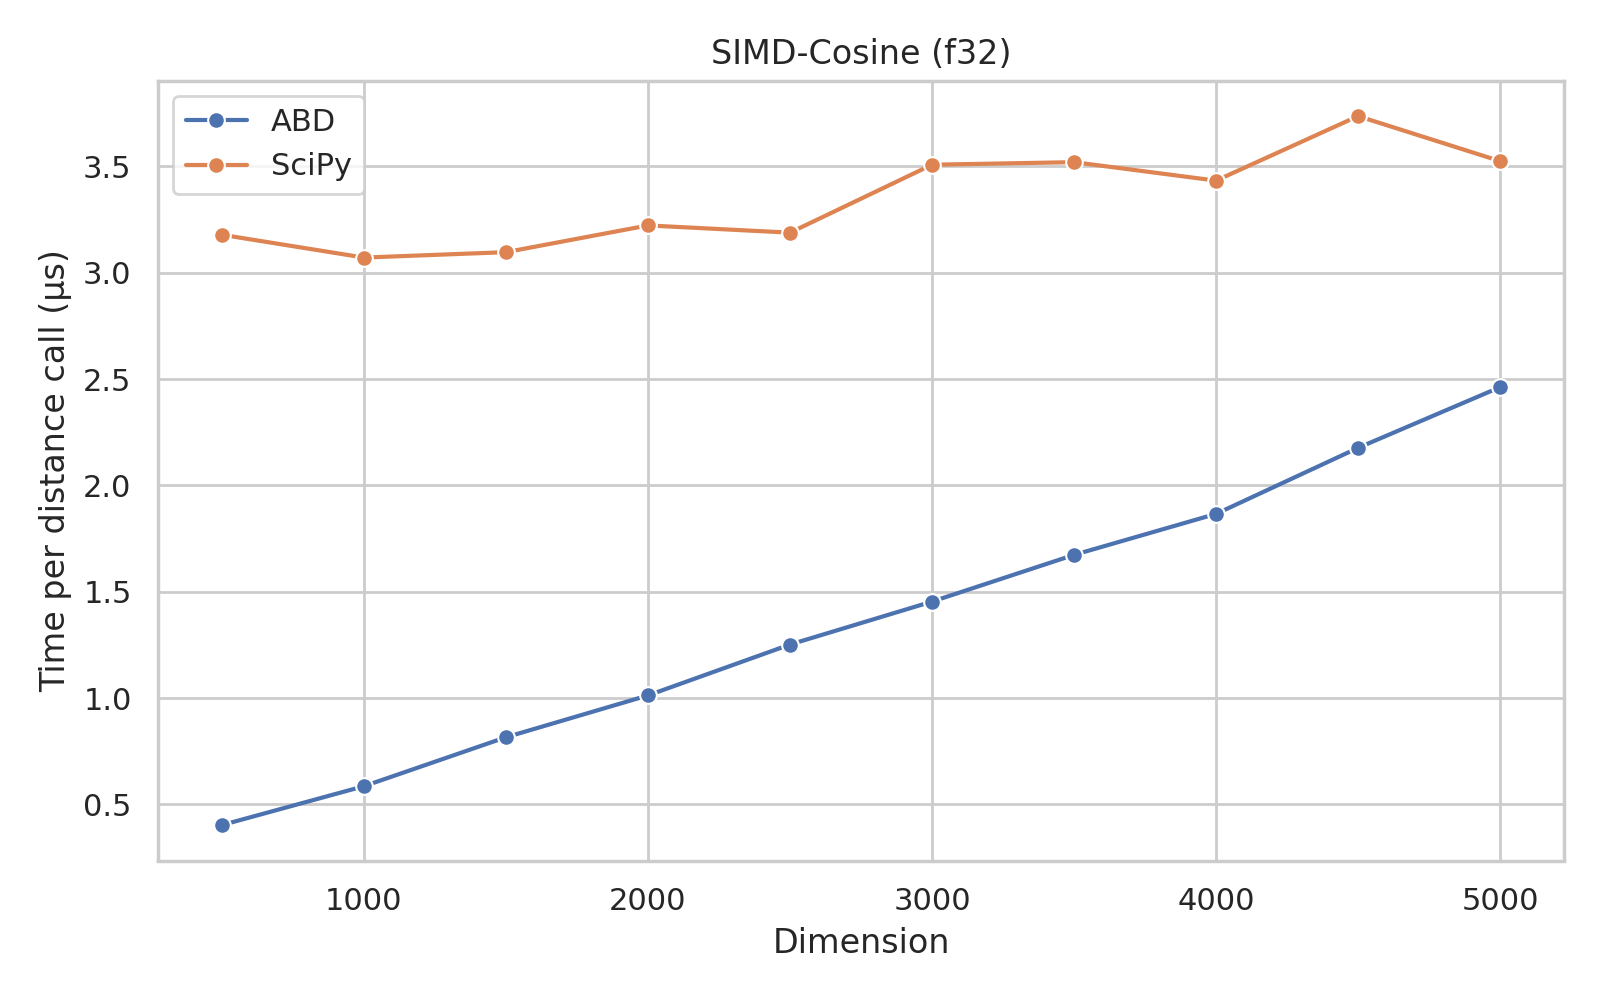 SIMD-Cosine (f32)
ABD
SciPy
Time per distance call (µs)
3.5
3.0
2.5
2.0
1.5
1.0
0.5
1000 2000 3000 4000 5000
Dimension